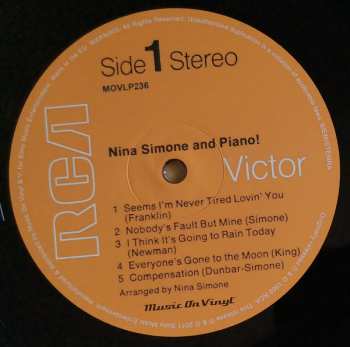 Side 1 Stereo
MOVLP236
RCA
Nina Simone and Piano!
Victor
1 Seems I'm Never Tired Lovin' You
(Franklin)
2 Nobody's Fault But Mine (Simone)
3 I Think It's Going to Rain Today
(Newman)
4 Everyone's Gone to the Moon (King)
5 Compensation (Dunbar-Simone)
Arranged by Nina Simone
Music On Vinyl